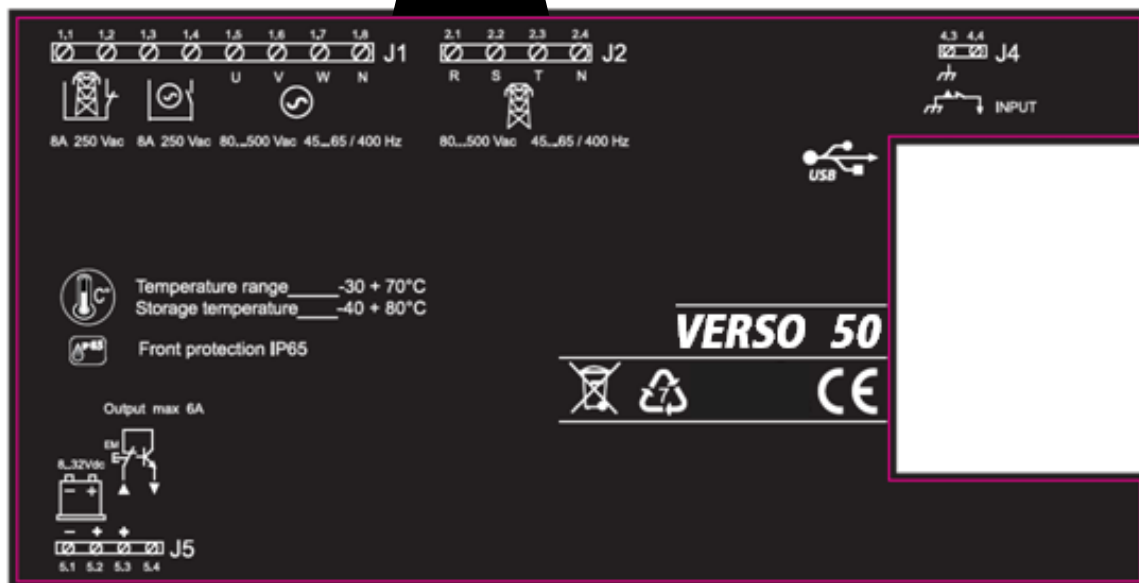 1,1 1,2 1,3 1,4 1,5 1,6 1,7 1,8
J1
U V W N
8A 250 Vac 8A 250 Vac 80...500 Vac 45...65 / 400 Hz
2.1 2.2 2.3 2.4
J2
R S T N
80...500 Vac 45...65 / 400 Hz
4.3 4.4
J4
INPUT
USB
C°
Temperature range_____-30 + 70°C
Storage temperature____-40 + 80°C
IP65
Front protection IP65
VERSO 50
7
CE
Output max 6A
EM
E
8...32Vdc
- +
- + +
J5
5.1 5.2 5.3 5.4